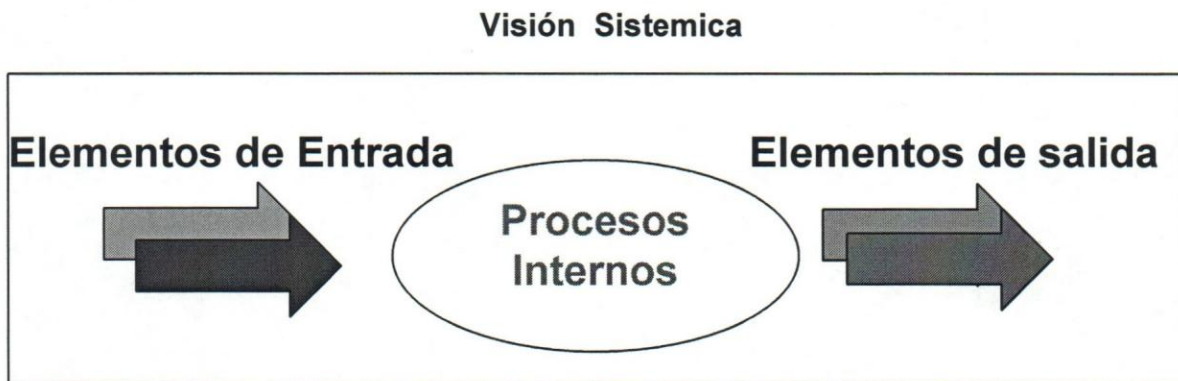 Visión Sistemica
Elementos de Entrada
Elementos de salida
Procesos
Internos